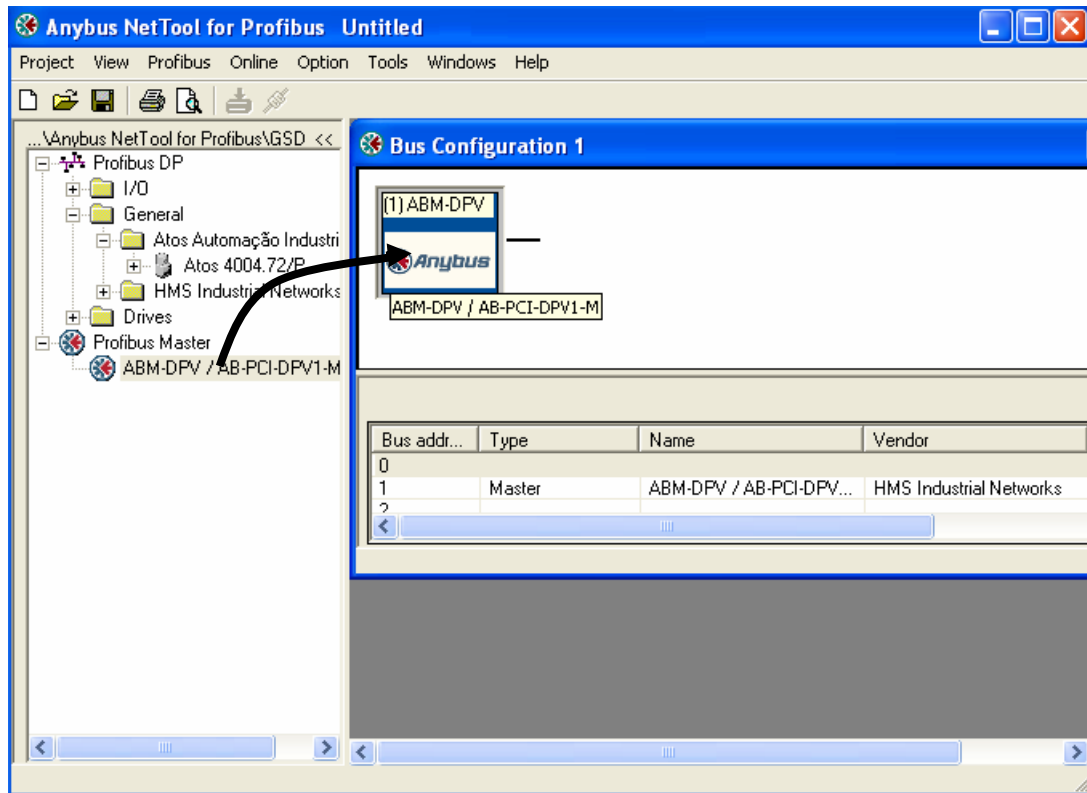 Anybus NetTool for Profibus Untitled
Project View Profibus Online Option Tools Windows Help
...\Anybus NetTool for Profibus\GSD <<
Profibus DP
I/O
General
Atos Automação Industri
Atos 4004.72/P
HMS Industrial Networks
Drives
Profibus Master
ABM-DPV / AB-PCI-DPV1-M
Bus Configuration 1
(1) ABM-DPV
Anybus
ABM-DPV / AB-PCI-DPV1-M
Bus addr... Type Name Vendor
0
1 Master ABM-DPV / AB-PCI-DPV... HMS Industrial Networks
2